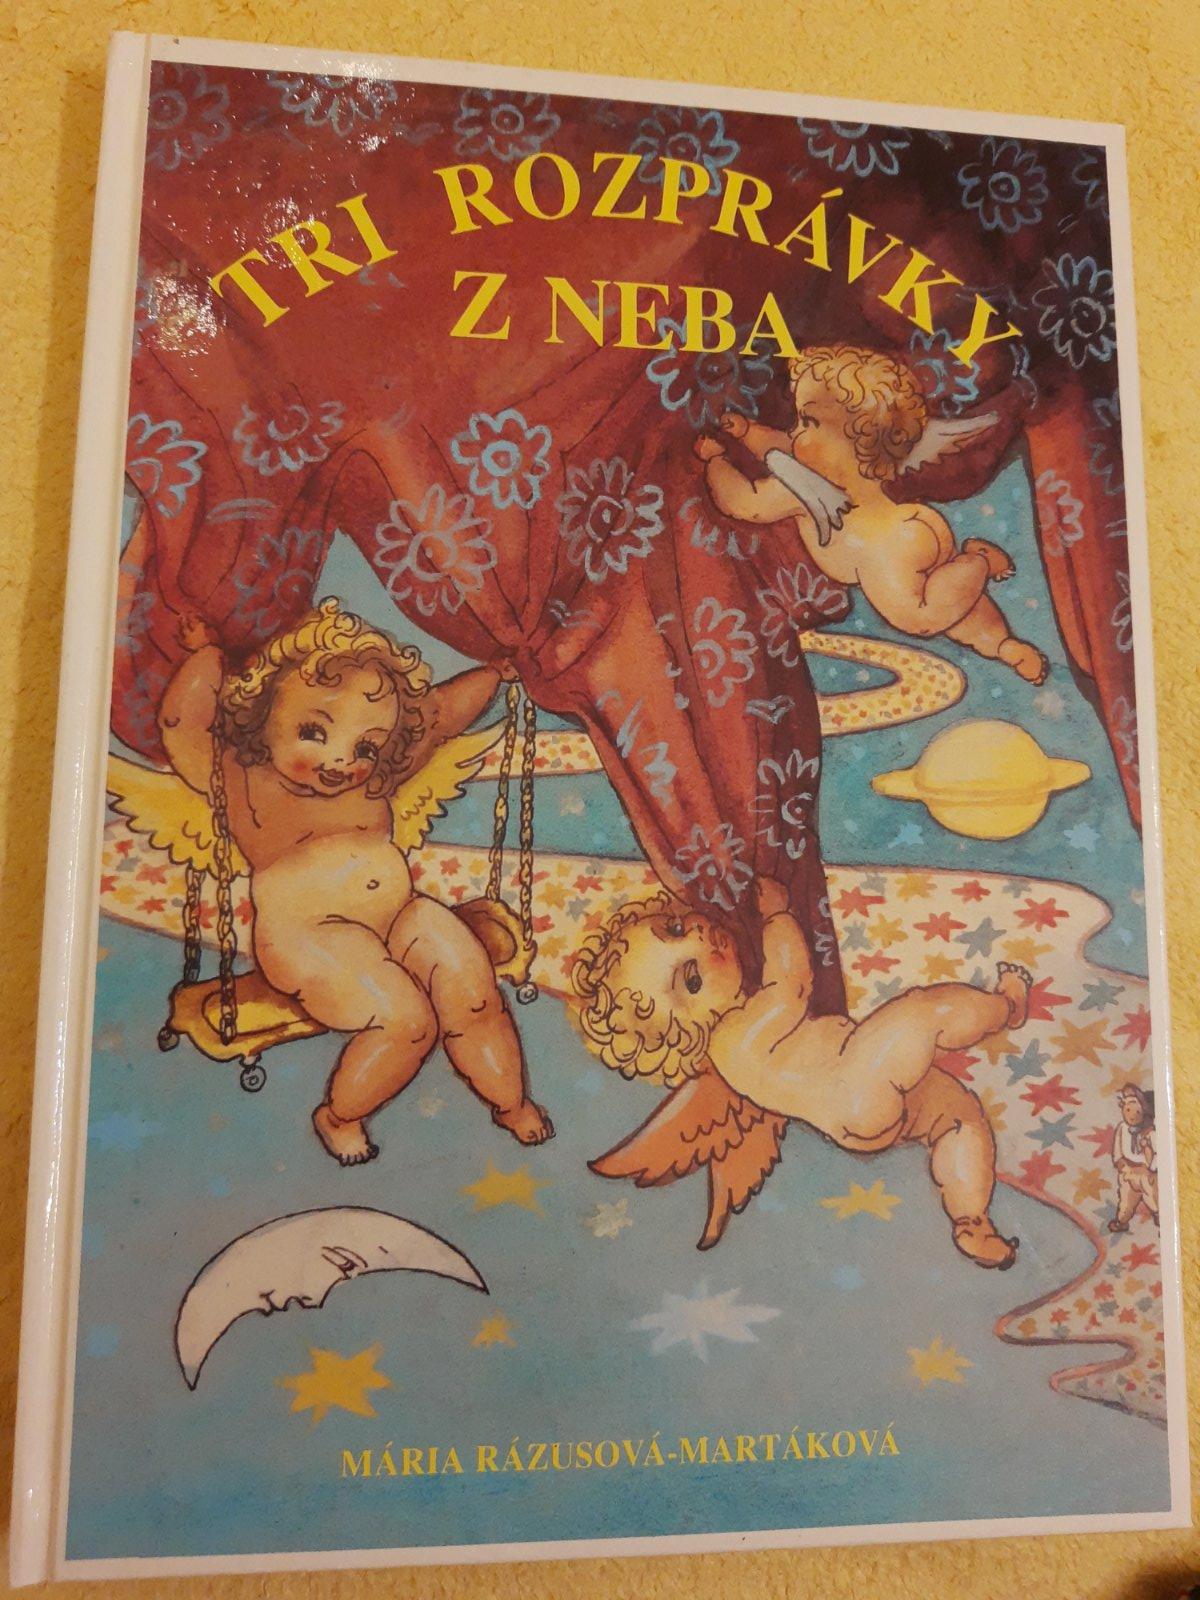 TRI ROZPRÁVKY
Z NEBA
MÁRIA RÁZUSOVÁ-MARTÁKOVÁ